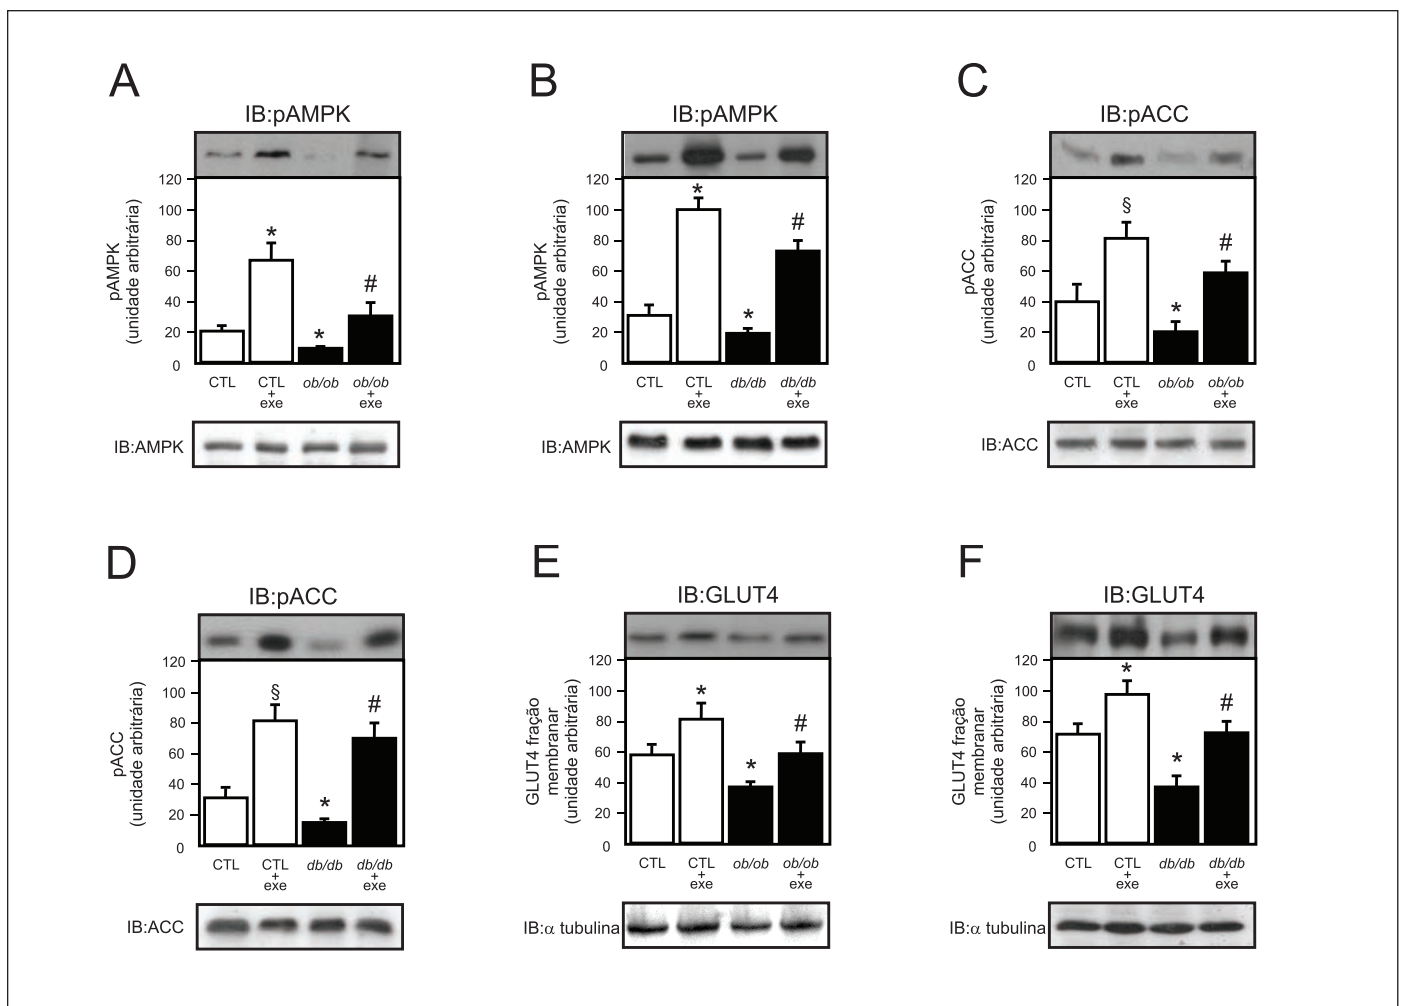 A
IB:pAMPK
pAMPK
(unidade arbitrária)
120
100
80
60
40
20
0
*
*
#
CTL
CTL
+
exe
ob/ob
ob/ob
+
exe
IB:AMPK
B
IB:pAMPK
pAMPK
(unidade arbitrária)
120
100
80
60
40
20
0
*
*
#
CTL
CTL
+
exe
db/db
db/db
+
exe
IB:AMPK
C
IB:pACC
pACC
(unidade arbitrária)
120
100
80
60
40
20
0
§
*
#
CTL
CTL
+
exe
ob/ob
ob/ob
+
exe
IB:ACC
D
IB:pACC
pACC
(unidade arbitrária)
120
100
80
60
40
20
0
§
*
#
CTL
CTL
+
exe
db/db
db/db
+
exe
IB:ACC
E
IB:GLUT4
GLUT4 fração
membranar
(unidade arbitrária)
120
100
80
60
40
20
0
*
*
#
CTL
CTL
+
exe
ob/ob
ob/ob
+
exe
IB:α tubulina
F
IB:GLUT4
GLUT4 fração
membranar
(unidade arbitrária)
120
100
80
60
40
20
0
*
*
#
CTL
CTL
+
exe
db/db
db/db
+
exe
IB:α tubulina